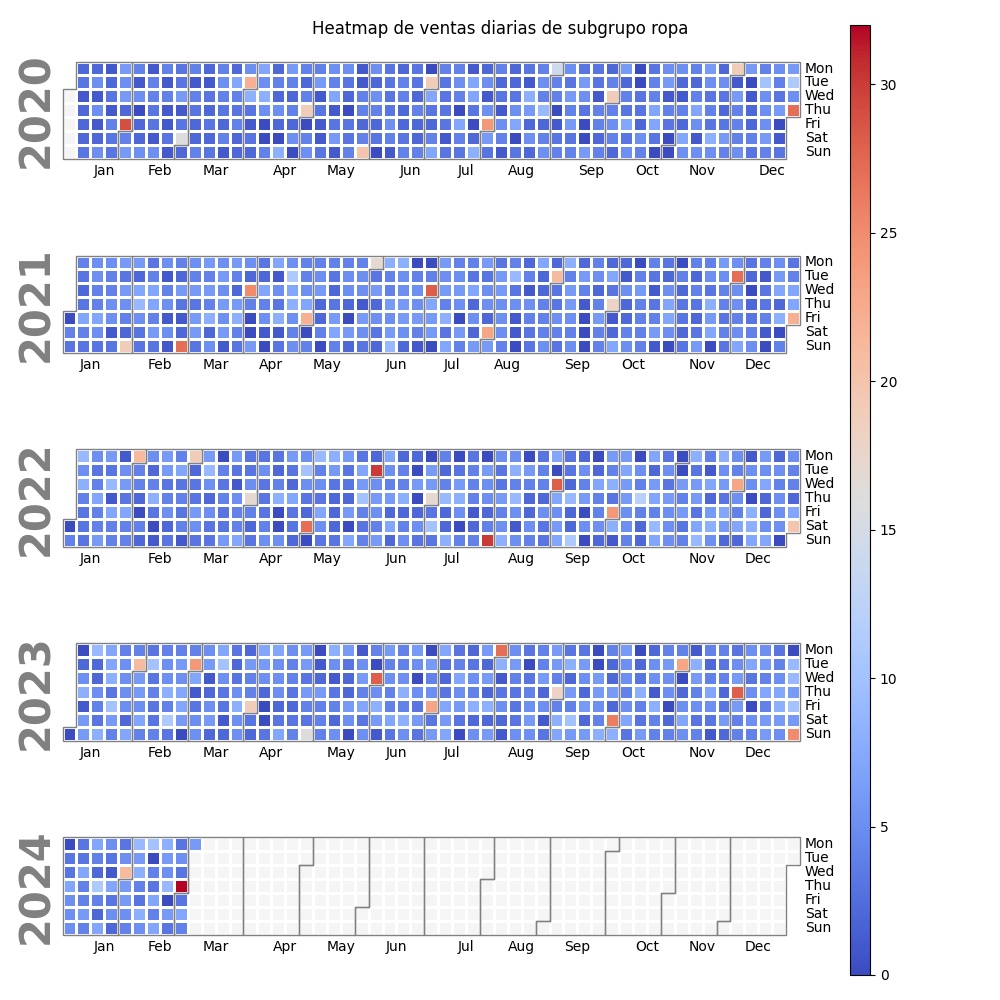 Heatmap de ventas diarias de subgrupo ropa
2020
Mon
Tue
Wed
Thu
Fri
Sat
Sun
Jan Feb Mar Apr May Jun Jul Aug Sep Oct Nov Dec
2021
Mon
Tue
Wed
Thu
Fri
Sat
Sun
Jan Feb Mar Apr May Jun Jul Aug Sep Oct Nov Dec
2022
Mon
Tue
Wed
Thu
Fri
Sat
Sun
Jan Feb Mar Apr May Jun Jul Aug Sep Oct Nov Dec
2023
Mon
Tue
Wed
Thu
Fri
Sat
Sun
Jan Feb Mar Apr May Jun Jul Aug Sep Oct Nov Dec
2024
Mon
Tue
Wed
Thu
Fri
Sat
Sun
Jan Feb Mar Apr May Jun Jul Aug Sep Oct Nov Dec
30
25
20
15
10
5
0